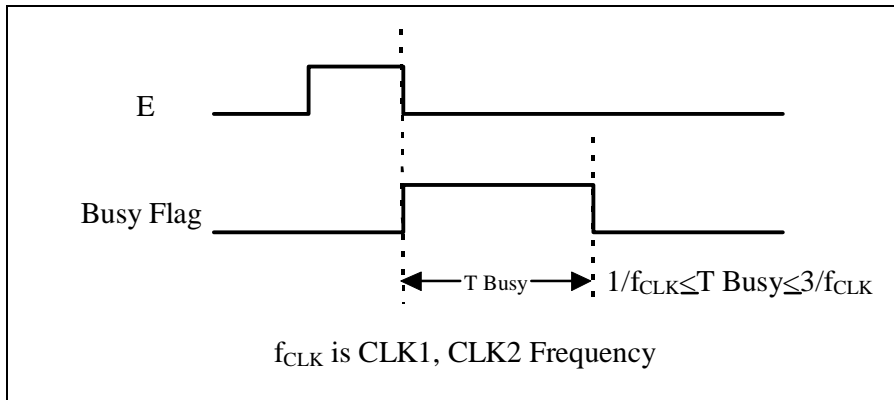 E
Busy Flag
T Busy 1/fCLK≤T Busy≤3/fCLK
fCLK is CLK1, CLK2 Frequency